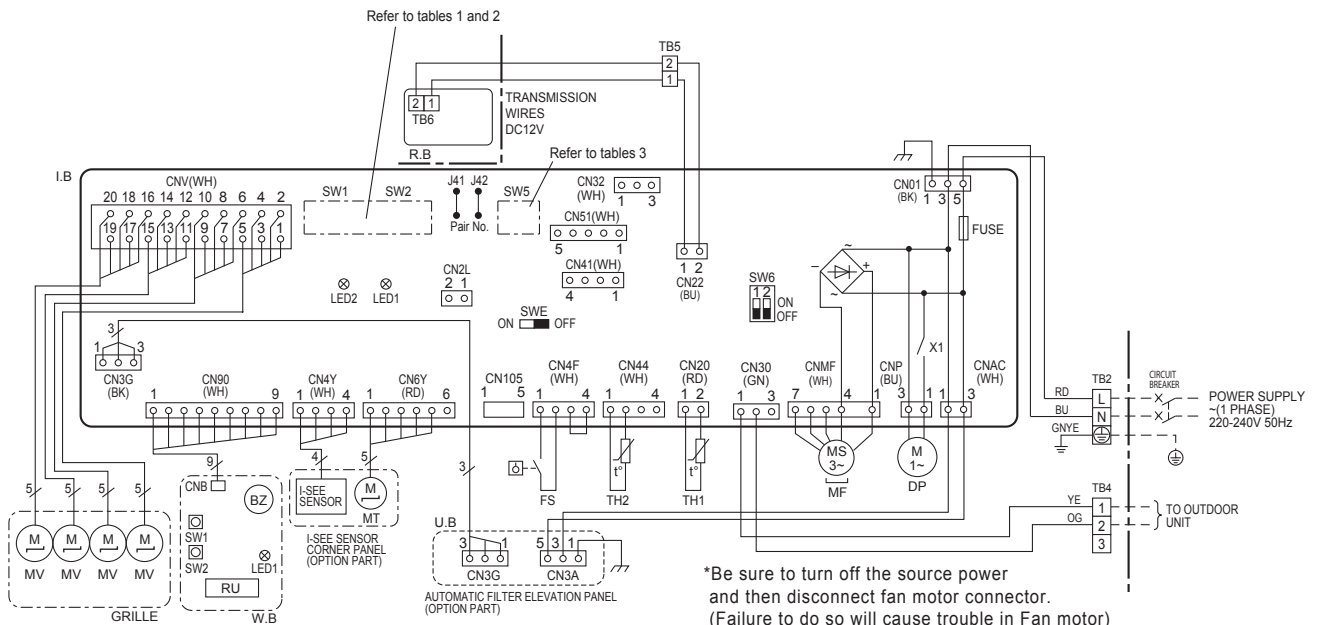 Refer to tables 1 and 2
TB5
2
1
2 1
TB6
TRANSMISSION
WIRES
DC12V
R.B
Refer to tables 3
I.B
CNV(WH)
20 18 16 14 12 10 8 6 4 2
19 17 15 13 11 9 7 5 3 1
SW1
SW2
J41 J42
Pair No.
SW5
CN32
(WH)
1 3
CN51(WH)
5 1
CN41(WH)
4 1
1 2
CN22
(BU)
CN01
(BK)
1 3 5
FUSE
LED2
LED1
CN2L
2 1
SWE
ON OFF
SW6
1 2
ON
OFF
~
− +
~
X1
3
1 3
CN3G
(BK)
CN90
(WH)
1 9
CN4Y
(WH)
1 4
CN6Y
(RD)
1 6
CN105
1 5
CN4F
(WH)
1 4
CN44
(WH)
1 4
CN20
(RD)
1 2
CN30
(GN)
1 3
CNMF
(WH)
7 4 1
CNP
(BU)
3 1
CNAC
(WH)
1 3
TB2
L
N
CIRCUIT
BREAKER
RD
BU
GNYE
POWER SUPPLY
~(1 PHASE)
220-240V 50Hz
5 5 5 5
M M M M
MV MV MV MV
GRILLE
9
CNB
BZ
SW1
SW2
LED1
RU
W.B
4
I-SEE
SENSOR
5
M
MT
I-SEE SENSOR
CORNER PANEL
(OPTION PART)
3
U.B
3 1
CN3G
5 3 1
CN3A
AUTOMATIC FILTER ELEVATION PANEL
(OPTION PART)
FS
t°
TH2
t°
TH1
MS
3~
MF
M
1~
DP
TB4
YE
OG
1
2
3
TO OUTDOOR
UNIT
*Be sure to turn off the source power
and then disconnect fan motor connector.
(Failure to do so will cause trouble in Fan motor)